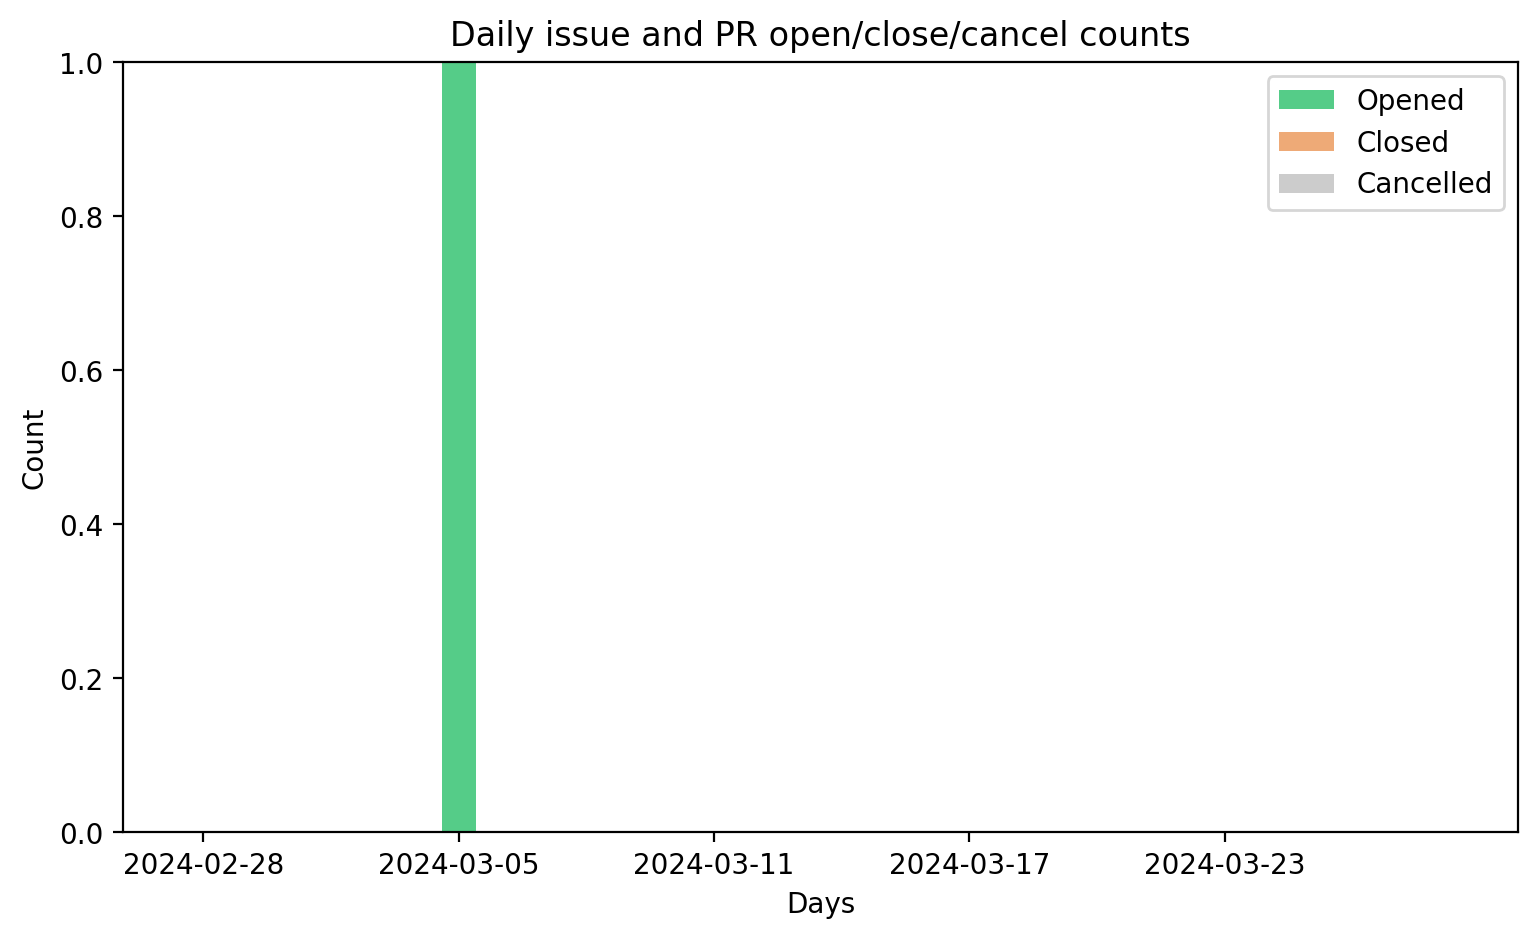 Daily issue and PR open/close/cancel counts
1.0
0.8
0.6
0.4
0.2
0.0
Count
Opened
Closed
Cancelled
2024-02-28 2024-03-05 2024-03-11 2024-03-17 2024-03-23
Days